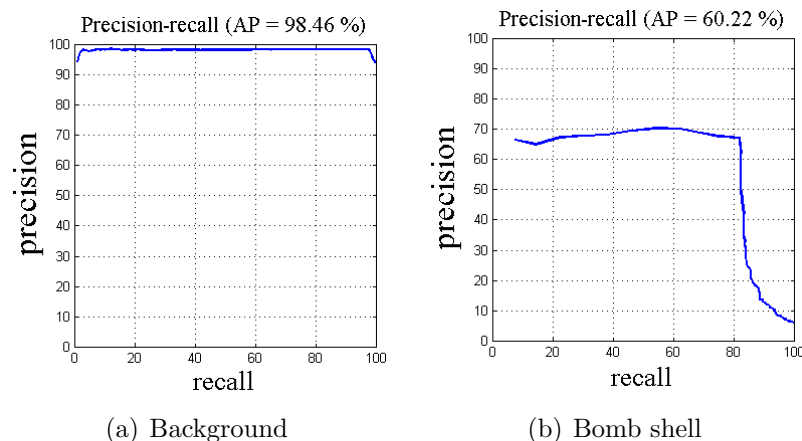 Precision-recall (AP = 98.46 %)
100
90
80
70
60
50
40
30
20
10
0
precision
0 20 40 60 80 100
recall
(a) Background
Precision-recall (AP = 60.22 %)
100
90
80
70
60
50
40
30
20
10
0
precision
0 20 40 60 80 100
recall
(b) Bomb shell